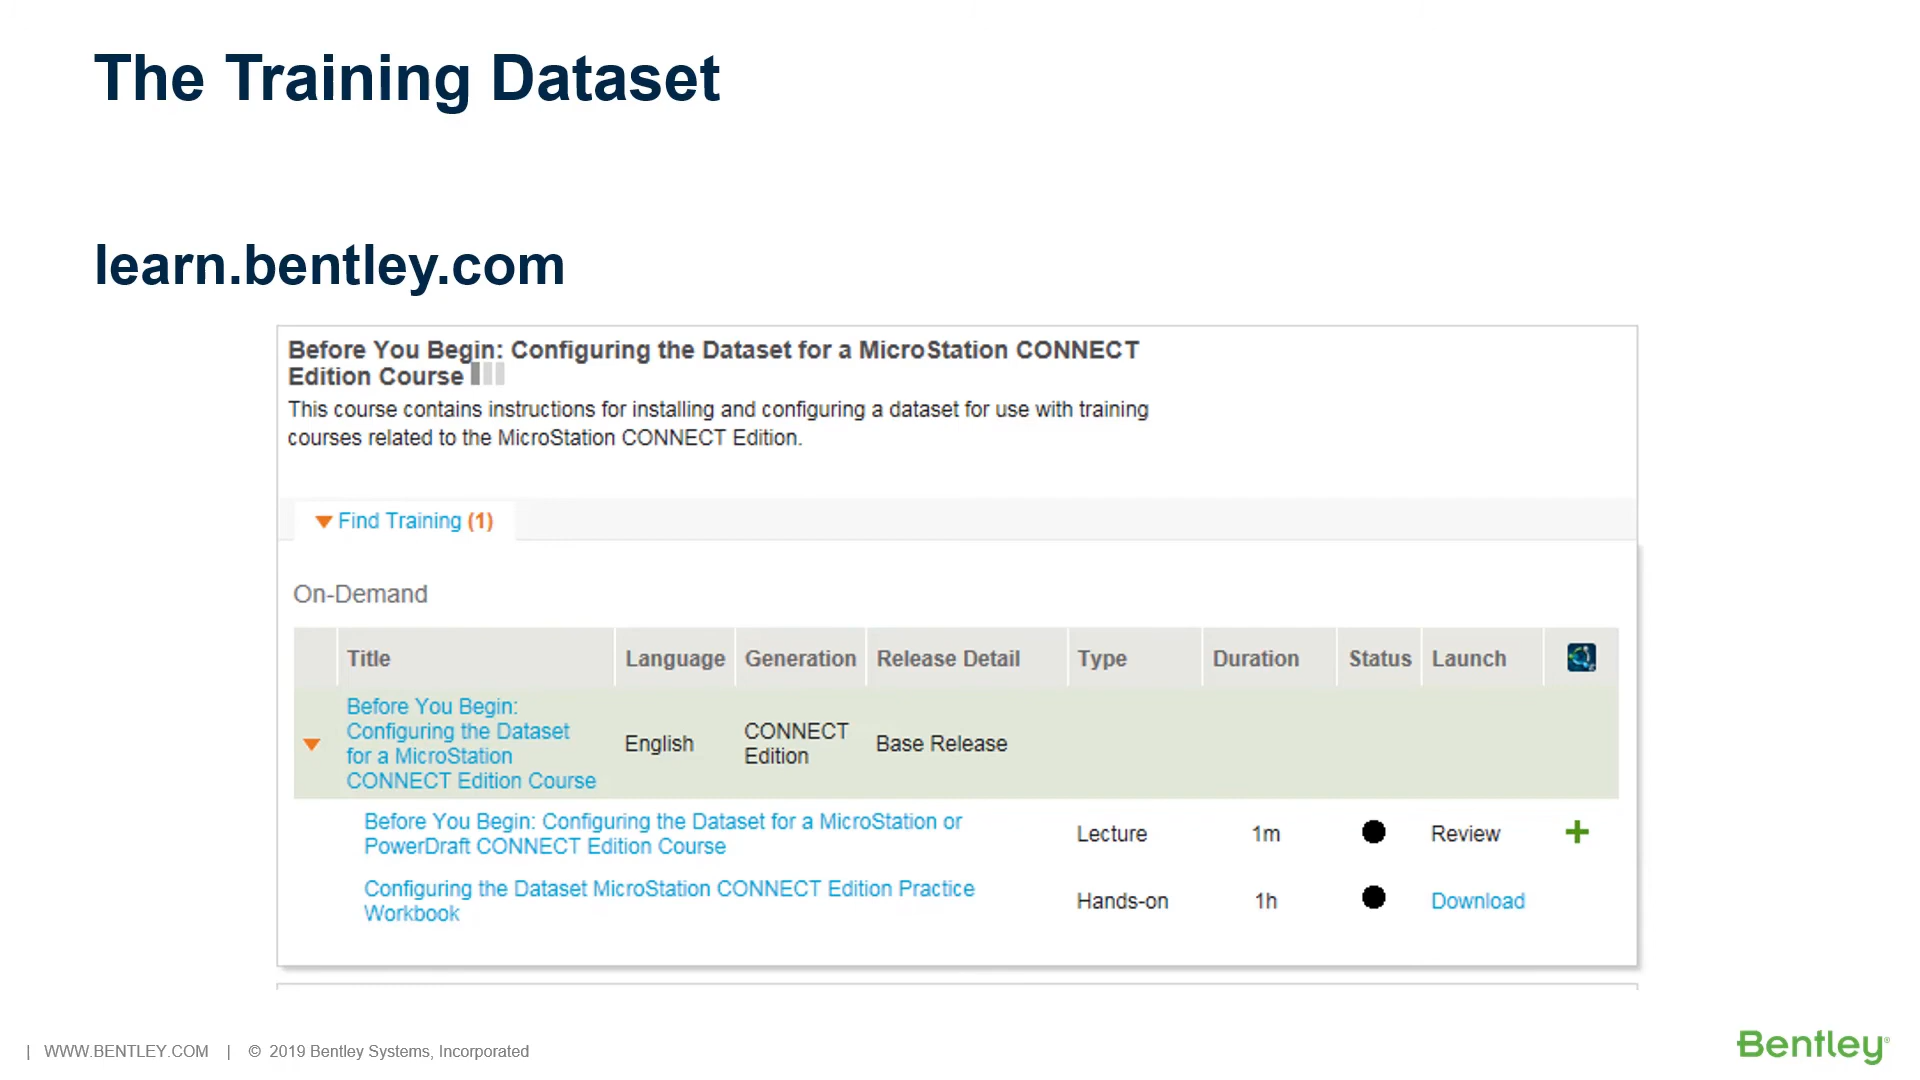 The Training Dataset
learn.bentley.com
Before You Begin: Configuring the Dataset for a MicroStation CONNECT
Edition Course
This course contains instructions for installing and configuring a dataset for use with training
courses related to the MicroStation CONNECT Edition.
Find Training (1)
On-Demand
Title Language Generation Release Detail Type Duration Status Launch
Before You Begin:
Configuring the Dataset
for a MicroStation
CONNECT Edition Course
English
CONNECT
Edition
Base Release
Before You Begin: Configuring the Dataset for a MicroStation or
PowerDraft CONNECT Edition Course
Lecture 1m Review
Configuring the Dataset MicroStation CONNECT Edition Practice
Workbook
Hands-on 1h Download
| WWW.BENTLEY.COM | © 2019 Bentley Systems, Incorporated
Bentley®